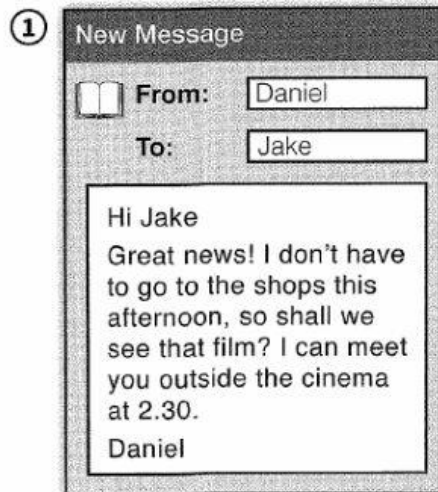 ①
New Message
From: Daniel
To: Jake
Hi Jake
Great news! I don't have
to go to the shops this
afternoon, so shall we
see that film? I can meet
you outside the cinema
at 2.30.
Daniel